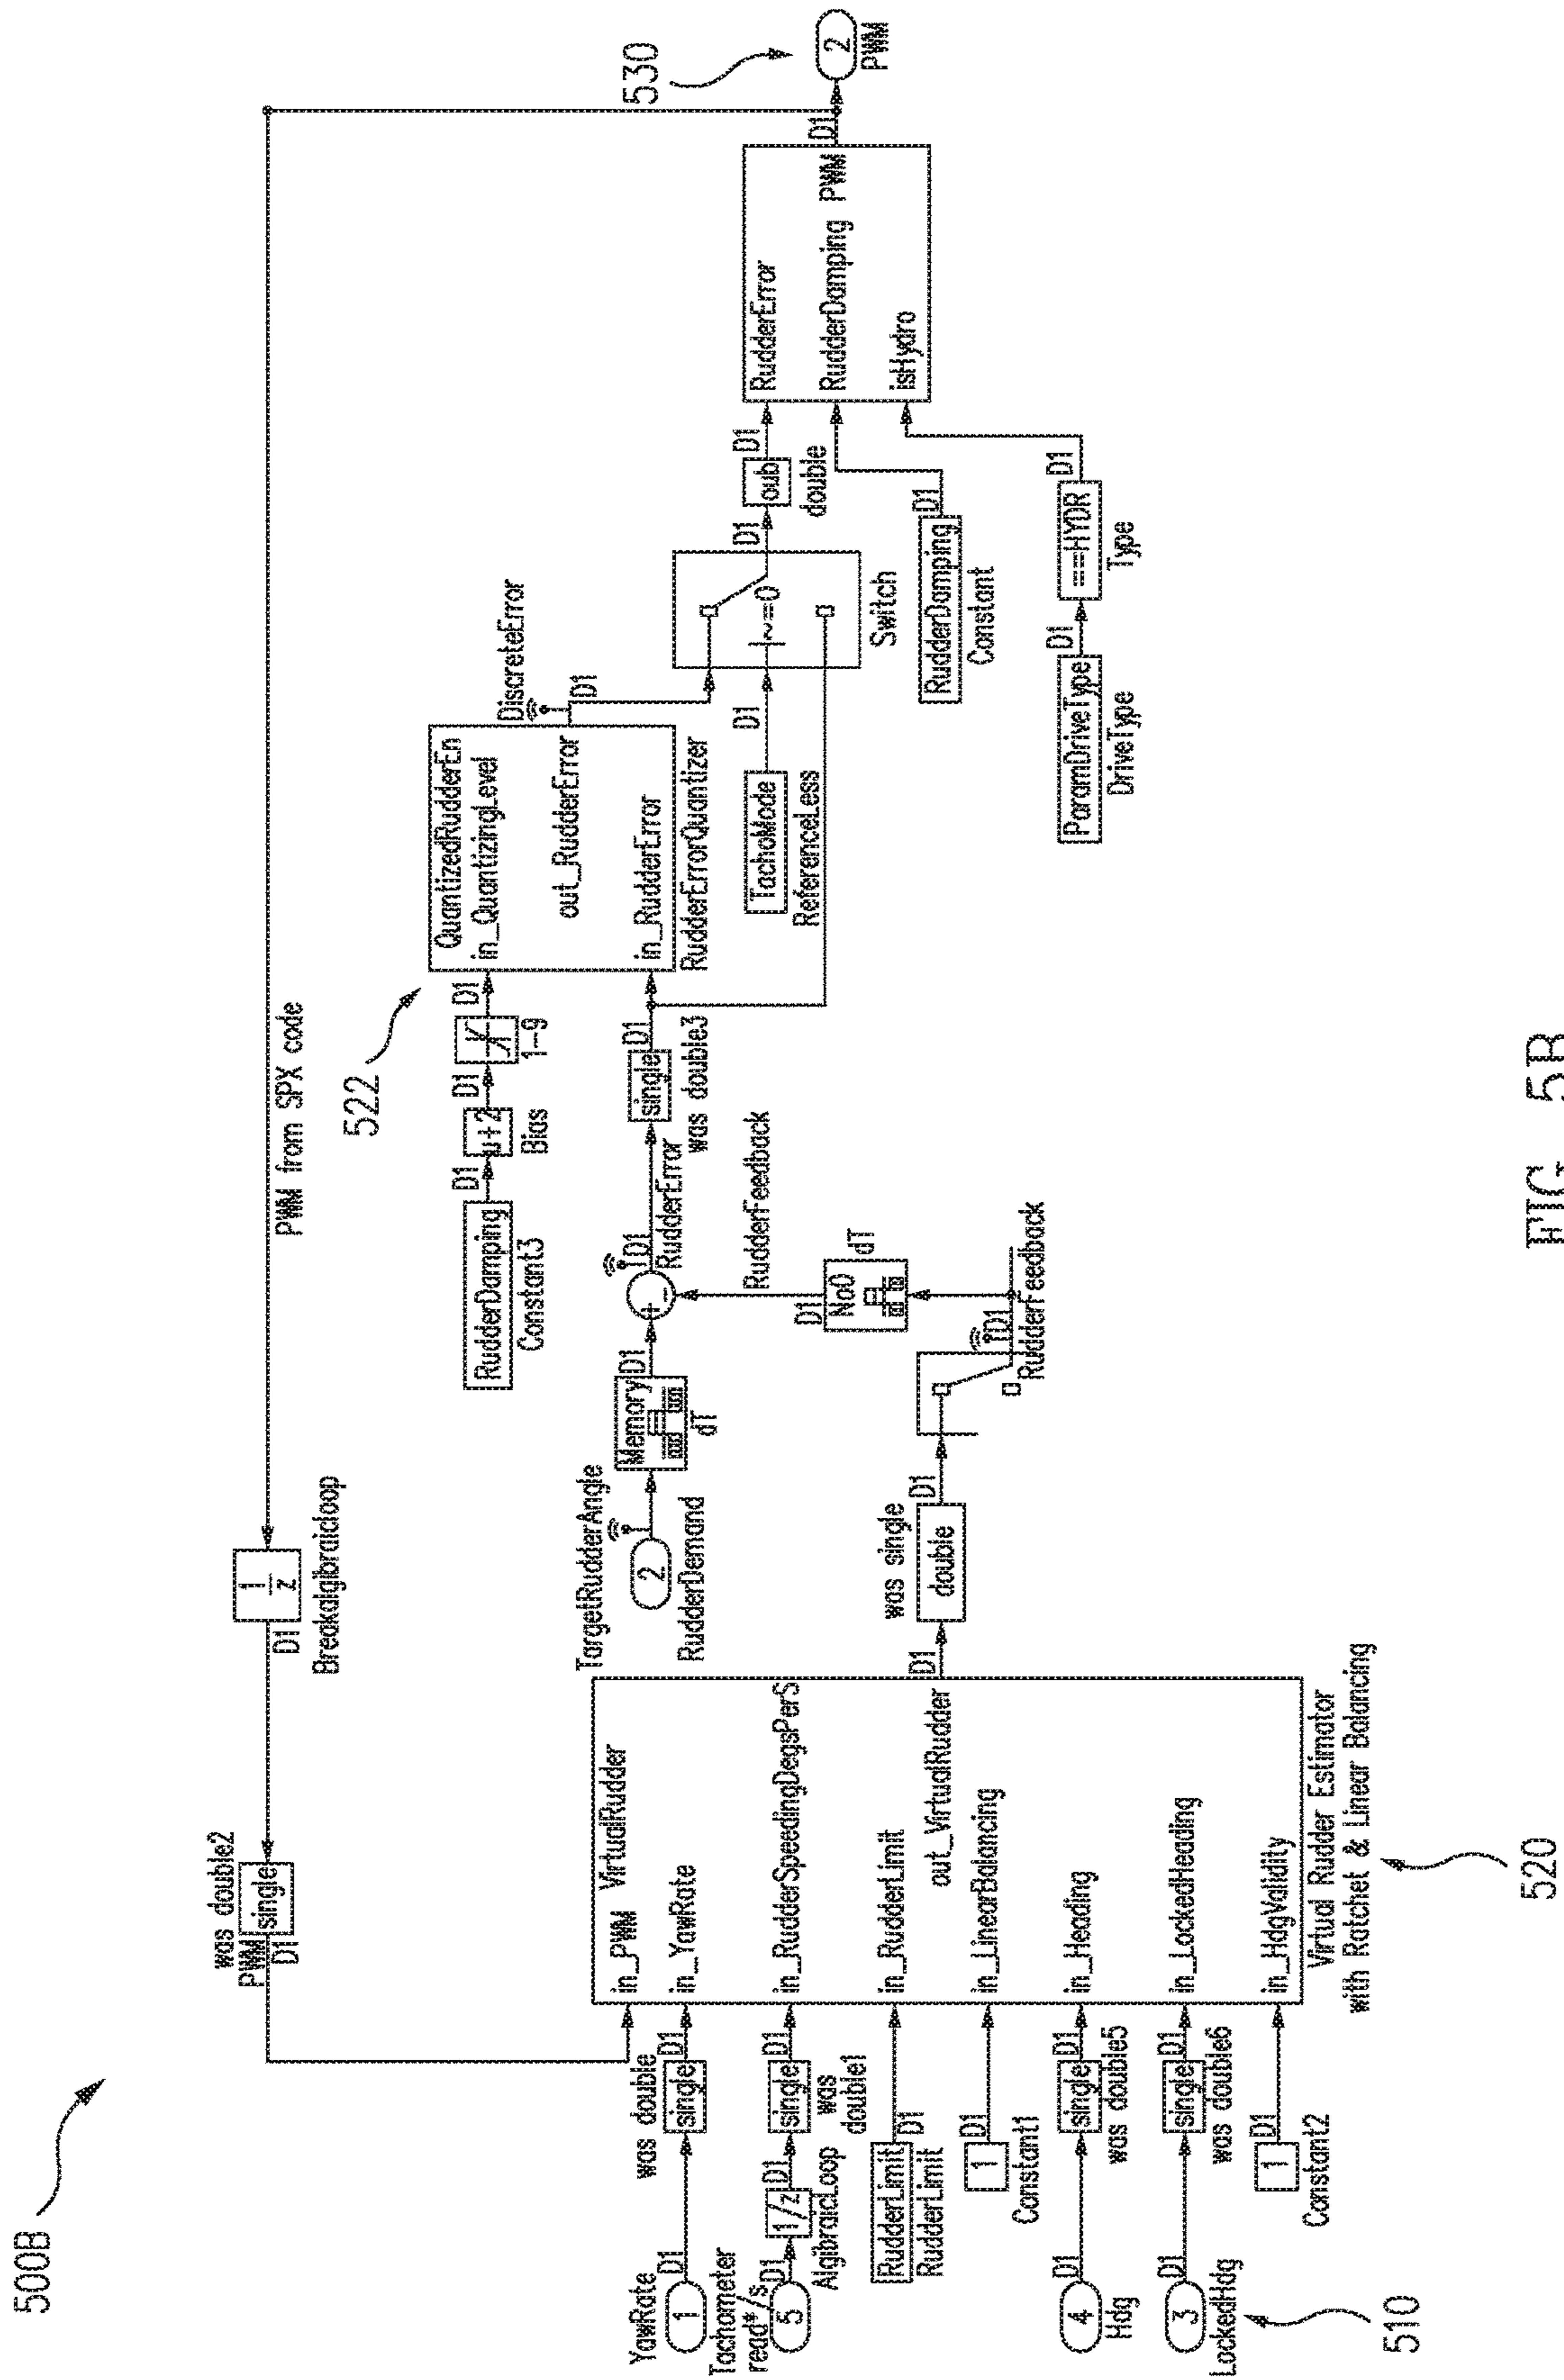 500B
530
PWM from SPX code
was double2
PWM
single
D1
1
z
D1
Breakalgibraicloop
522
RudderDamping
Constant3
D1
u+2
Bias
D1
1-9
D1
QuantizedRudderEn
in_QuantizingLevel
out_RudderError
in_RudderError
RudderErrorQuantizer
DiscreteError
D1
TargetRudderAngle
2
RudderDemand
Memory
dT
D1
+
-
D1
RudderError
single
was double3
D1
RudderFeedback
NoO
dT
D1
TachoMode
ReferenceLess
D1
~=0
Switch
D1
oub
double
D1
RudderError
RudderDamping PWM
isHydro
D1
2
PWM
RudderDamping
Constant
D1
ParamDriveType
DriveType
D1
==HYDR
Type
D1
YawRate
1
D1
was double
single
D1
Tachometer
read*/s
5
D1
1/z
AlgibraicLoop
D1
single
was
double1
D1
RudderLimit
RudderLimit
D1
1
Constant1
D1
4
Hdg
D1
single
was double5
D1
3
LockedHdg
D1
single
was double6
D1
1
Constant2
D1
510
in_PWM VirtualRudder
in_YawRate
in_RudderSpeedingDegsPerS
in_RudderLimit
out_VirtualRudder
in_LinearBalancing
in_Heading
in_LockedHeading
in_HdgValidity
Virtual Rudder Estimator
with Ratchet & Linear Balancing
520
D1
was single
double
D1
D1
RudderFeedback
FIG. 5B